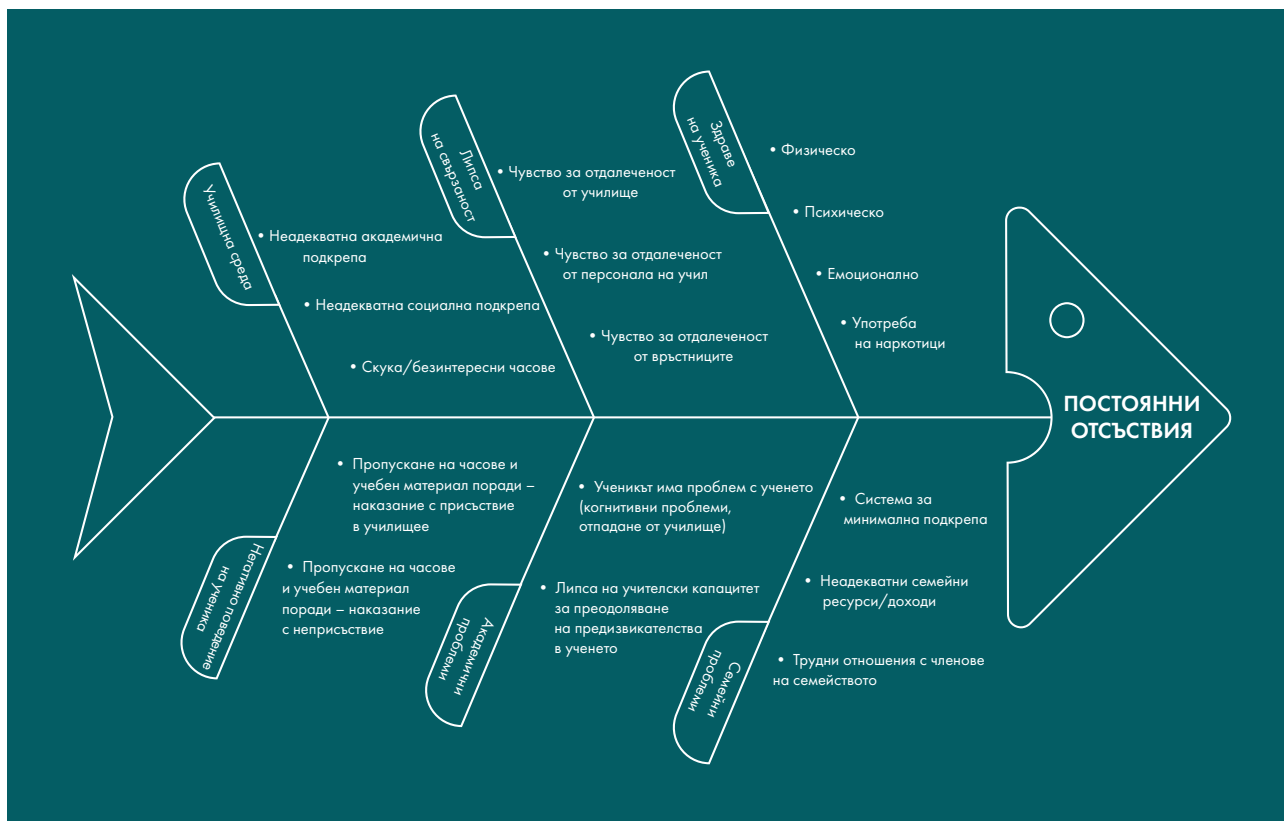 Училищна среда
• Неадекватна академична
подкрепа
• Неадекватна социална подкрепа
• Скука/безинтересни часове
Липса
на свързаност
• Чувство за отдалеченост
от училище
• Чувство за отдалеченост
от персонала на учил
• Чувство за отдалеченост
от връстниците
Здраве
на ученика
• Физическо
• Психическо
• Емоционално
• Употреба
на наркотици
ПОСТОЯННИ
ОТСЪСТВИЯ
Негативно поведение
на ученика
• Пропускане на часове и
учебен материал поради –
наказание с присъствие
в училищее
• Пропускане на часове
и учебен материал
поради – наказание
с неприсъствие
Академични
проблеми
• Ученикът има проблем с ученето
(когнитивни проблеми,
отпадане от училище)
• Липса на учителски капацитет
за преодоляване
на предизвикателства
в ученето
Семейни
проблеми
• Система за
минимална подкрепа
• Неадекватни семейни
ресурси/доходи
• Трудни отношения с членове
на семейството